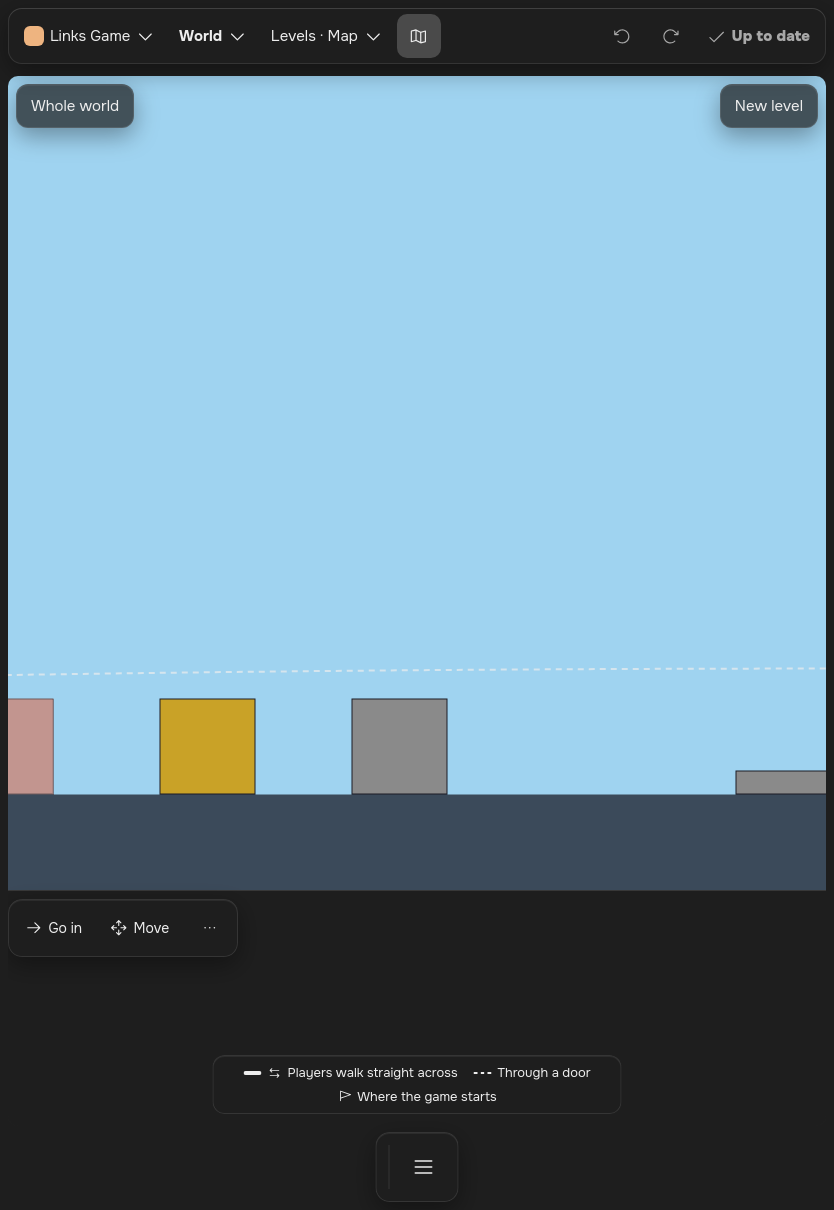 Links Game World Levels · Map Up to date
Whole world New level
Go in Move ...
Players walk straight across Through a door
Where the game starts